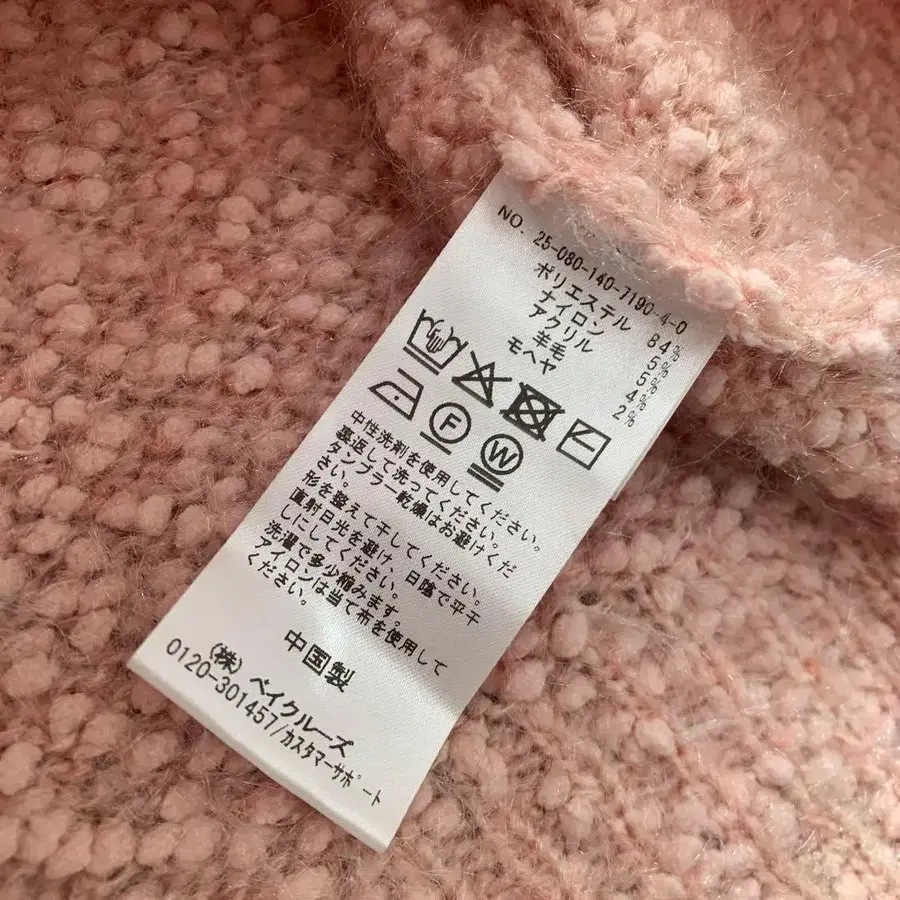 NO. 25-080-140-7190-4-0
ポリエステル 84%
ナイロン 5%
アクリル 5%
羊毛 4%
モヘヤ 2%
F
W
中性洗剤を使用してください。
裏返して洗ってください。
タンブラー乾燥はお避けくだ
さい。
形を整えて干してください。
直射日光を避け、日陰で平干
しにしてください。
洗濯で多少縮みます。
アイロンは当て布を使用して
ください。
中国製
(株)ベイクルーズ
0120-301457/カスタマーサポート